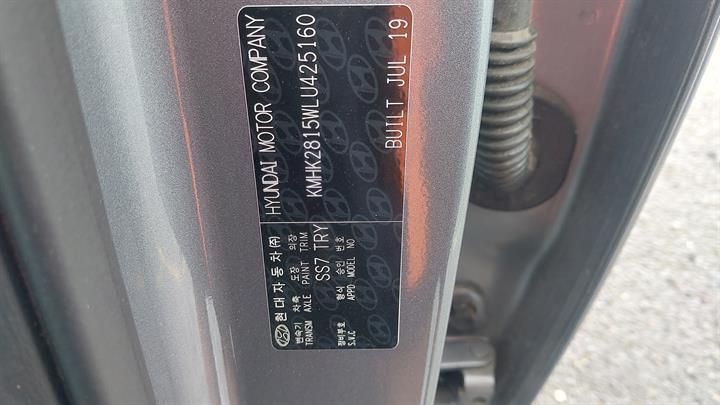 현대자동차(주) HYUNDAI MOTOR COMPANY
변속기 차축 도장 의장
TRANSM AXLE PAINT TRIM
KMHK2815WLU425160
SS7 TRY
형식 승인 번호
APPD MODEL NO
BUILT JUL 19
정비부호
S.V.C